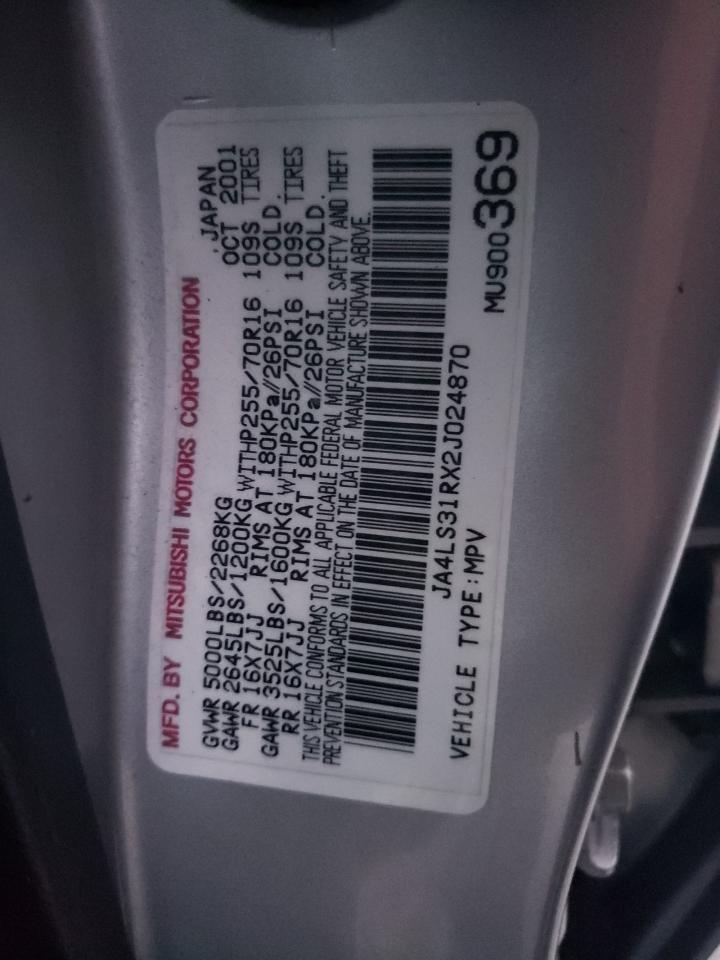 MFD. BY MITSUBISHI MOTORS CORPORATION JAPAN
GVWR 5000LBS/2268KG OCT 2001
GAWR 2645LBS/1200KG WITHP255/70R16 109S TIRES
FR 16X7JJ RIMS AT 180KPa//26PSI COLD.
GAWR 3525LBS/1600KG WITHP255/70R16 109S TIRES
RR 16X7JJ RIMS AT 180KPa//26PSI COLD.
THIS VEHICLE CONFORMS TO ALL APPLICABLE FEDERAL MOTOR VEHICLE SAFETY AND THEFT
PREVENTION STANDARDS IN EFFECT ON THE DATE OF MANUFACTURE SHOWN ABOVE.
JA4LS31RX2J024870
VEHICLE TYPE:MPV MU900369